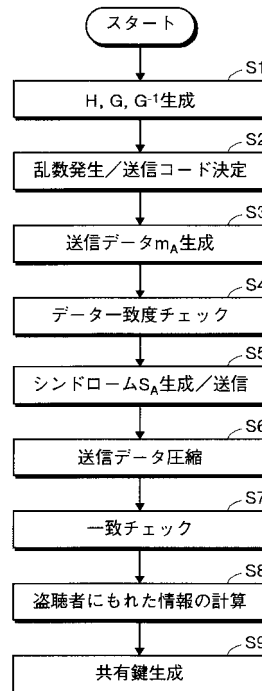 スタート
S1
H, G, G⁻¹生成
S2
乱数発生／送信コード決定
S3
送信データmA生成
S4
データ一致度チェック
S5
シンドロームSA生成／送信
S6
送信データ圧縮
S7
一致チェック
S8
盗聴者にもれた情報の計算
S9
共有鍵生成